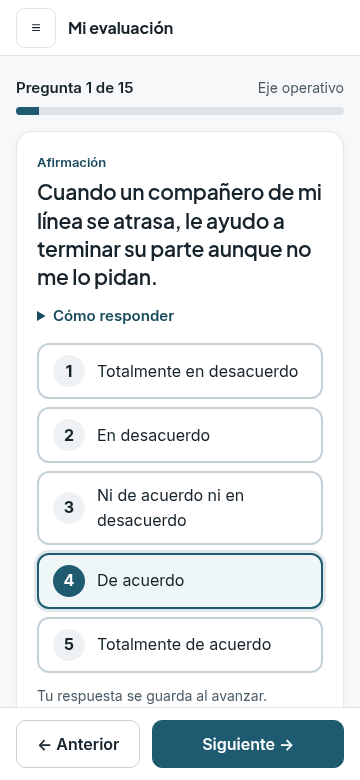 ≡ Mi evaluación
Pregunta 1 de 15 Eje operativo
Afirmación
Cuando un compañero de mi
línea se atrasa, le ayudo a
terminar su parte aunque no
me lo pidan.
▶ Cómo responder
1 Totalmente en desacuerdo
2 En desacuerdo
3 Ni de acuerdo ni en
desacuerdo
4 De acuerdo
5 Totalmente de acuerdo
Tu respuesta se guarda al avanzar.
← Anterior Siguiente →